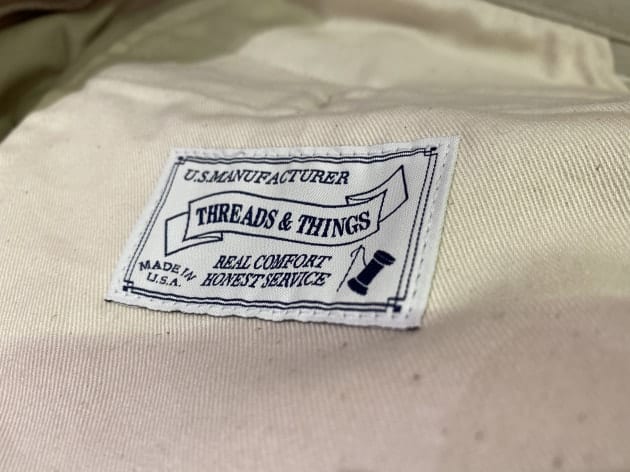 U.S.MANUFACTURER
THREADS & THINGS
REAL COMFORT
HONEST SERVICE
MADE IN
U.S.A.